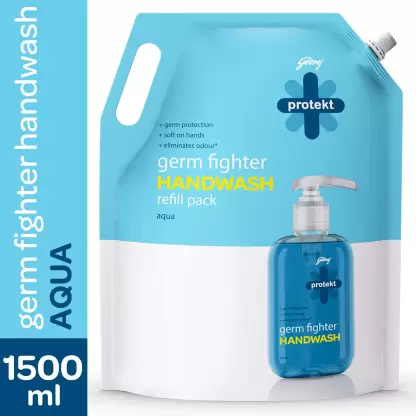 germ fighter handwash
AQUA
1500
ml
Godrej
protekt
+ germ protection
+ soft on hands
+ eliminates odour*
germ fighter
HANDWASH
refill pack
aqua
Godrej
protekt
germ fighter
HANDWASH